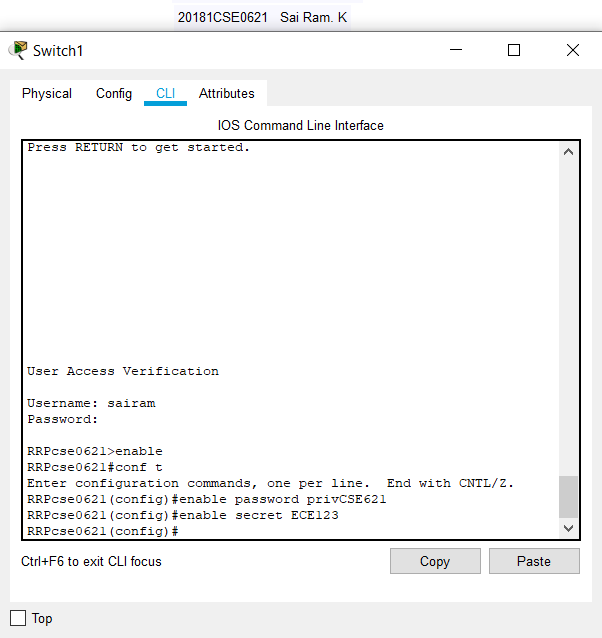 20181CSE0621 Sai Ram. K
Switch1
Physical Config CLI Attributes
IOS Command Line Interface
Press RETURN to get started.
User Access Verification
Username: sairam
Password:
RRPcse0621>enable
RRPcse0621#conf t
Enter configuration commands, one per line. End with CNTL/Z.
RRPcse0621(config)#enable password privCSE621
RRPcse0621(config)#enable secret ECE123
RRPcse0621(config)#
Ctrl+F6 to exit CLI focus
Copy Paste
Top